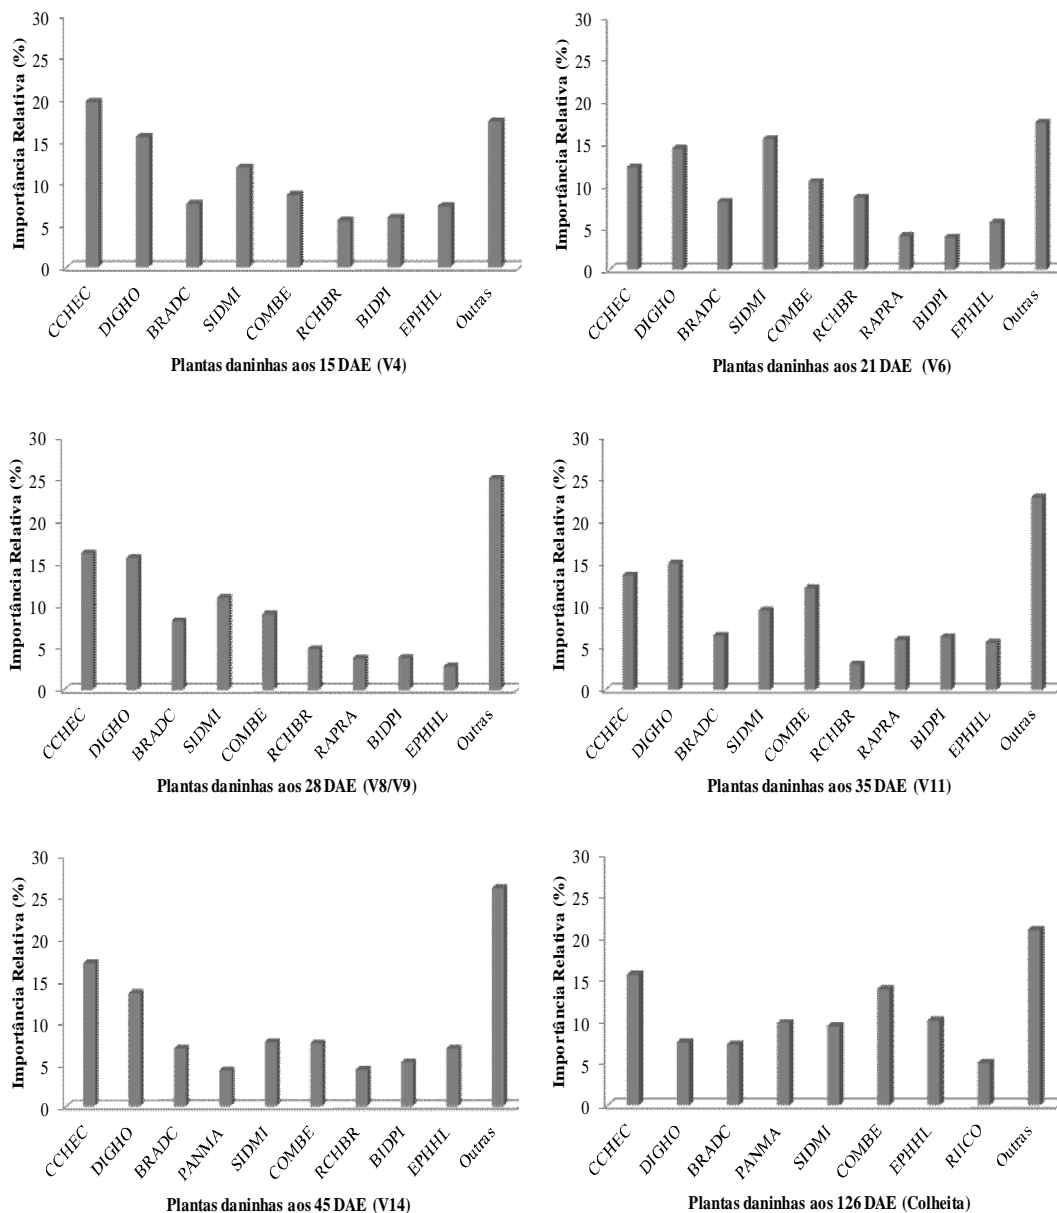 Importância Relativa (%)
30
25
20
15
10
5
0
CCHEC DIGHO BRADC SIDMI COMBE RCHBR BIDPI EPHHL Outras
Plantas daninhas aos 15 DAE (V4)
Importância Relativa (%)
30
25
20
15
10
5
0
CCHEC DIGHO BRADC SIDMI COMBE RCHBR RAPRA BIDPI EPHHL Outras
Plantas daninhas aos 21 DAE (V6)
Importância Relativa (%)
30
25
20
15
10
5
0
CCHEC DIGHO BRADC SIDMI COMBE RCHBR RAPRA BIDPI EPHHL Outras
Plantas daninhas aos 28 DAE (V8/V9)
Importância Relativa (%)
30
25
20
15
10
5
0
CCHEC DIGHO BRADC SIDMI COMBE RCHBR RAPRA BIDPI EPHHL Outras
Plantas daninhas aos 35 DAE (V11)
Importância Relativa (%)
30
25
20
15
10
5
0
CCHEC DIGHO BRADC PANMA SIDMI COMBE RCHBR BIDPI EPHHL Outras
Plantas daninhas aos 45 DAE (V14)
Importância Relativa (%)
30
25
20
15
10
5
0
CCHEC DIGHO BRADC PANMA SIDMI COMBE EPHHL RIICO Outras
Plantas daninhas aos 126 DAE (Colheita)